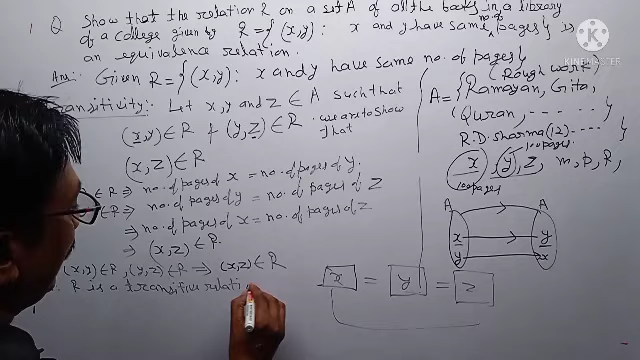 1 Q Show that the relation R on a set A of all the books in a library
of a college given by R = {(x,y) : x and y have same no. of pages} is
an equivalence relation.
Ans: Given R = {(x,y) : x and y have same no. of pages}
Transitivity:- Let x, y and z ∈ A such that
(x,y) ∈ R & (y,z) ∈ R. we are to show
that
(x,z) ∈ R
∈ R ⇒ no. of pages of x = no. of pages of y.
∈ R ⇒ no. of pages of y = no. of pages of z
⇒ no. of pages of x = no. of pages of z
⇒ (x,z) ∈ R.
(x,y) ∈ R, (y,z) ∈ R ⇒ (x,z) ∈ R
R is a transitive relati
(Rough work)
A = {Ramayan, Gita,
Quran, - - - - - -
R.D. sharma (12) - - - - }
100 pages
x, y, z, m, p, R,
100 pages
A A
x y
y x
x = y = z
KINEMASTER